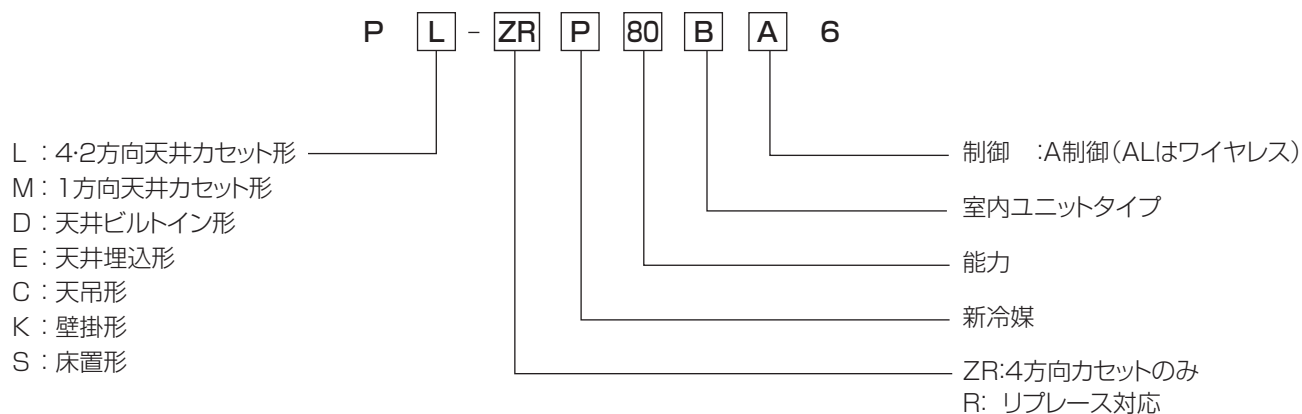 P L - ZR P 80 B A 6
L : 4・2方向天井カセット形
M : 1方向天井カセット形
D : 天井ビルトイン形
E : 天井埋込形
C : 天吊形
K : 壁掛形
S : 床置形
制御 :A制御(ALはワイヤレス)
室内ユニットタイプ
能力
新冷媒
ZR:4方向カセットのみ
R: リプレース対応